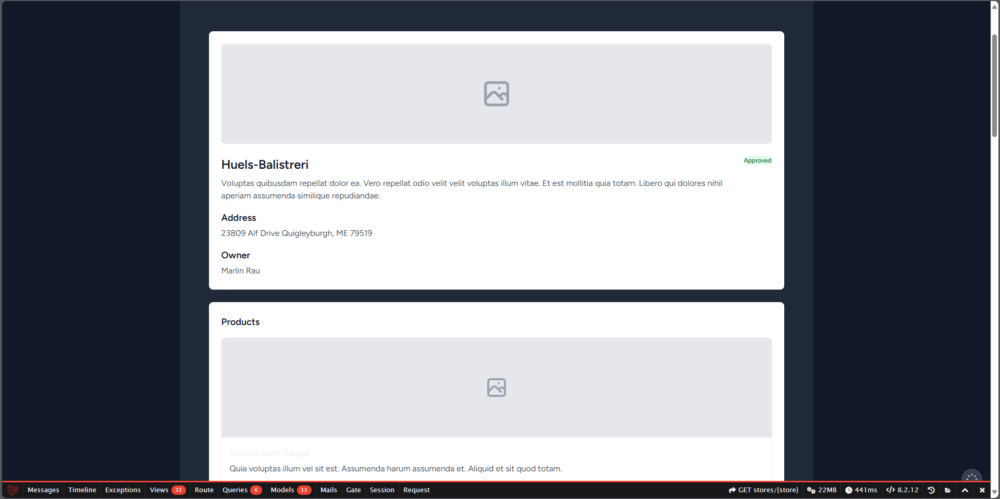 Huels-Balistreri
Approved
Voluptas quibusdam repellat dolor ea. Vero repellat odio velit velit voluptas illum vitae. Et est mollitia quia totam. Libero qui dolores nihil
aperiam assumenda similique repudiandae.
Address
23809 Alf Drive Quigleyburgh, ME 79519
Owner
Marlin Rau
Products
ratione eum itaque
Quia voluptas illum vel sit est. Assumenda harum assumenda et. Aliquid et sit quod totam.
Messages Timeline Exceptions Views 22 Route Queries 6 Models 13 Mails Gate Session Request GET stores/{store} 22MB 441ms 8.2.12